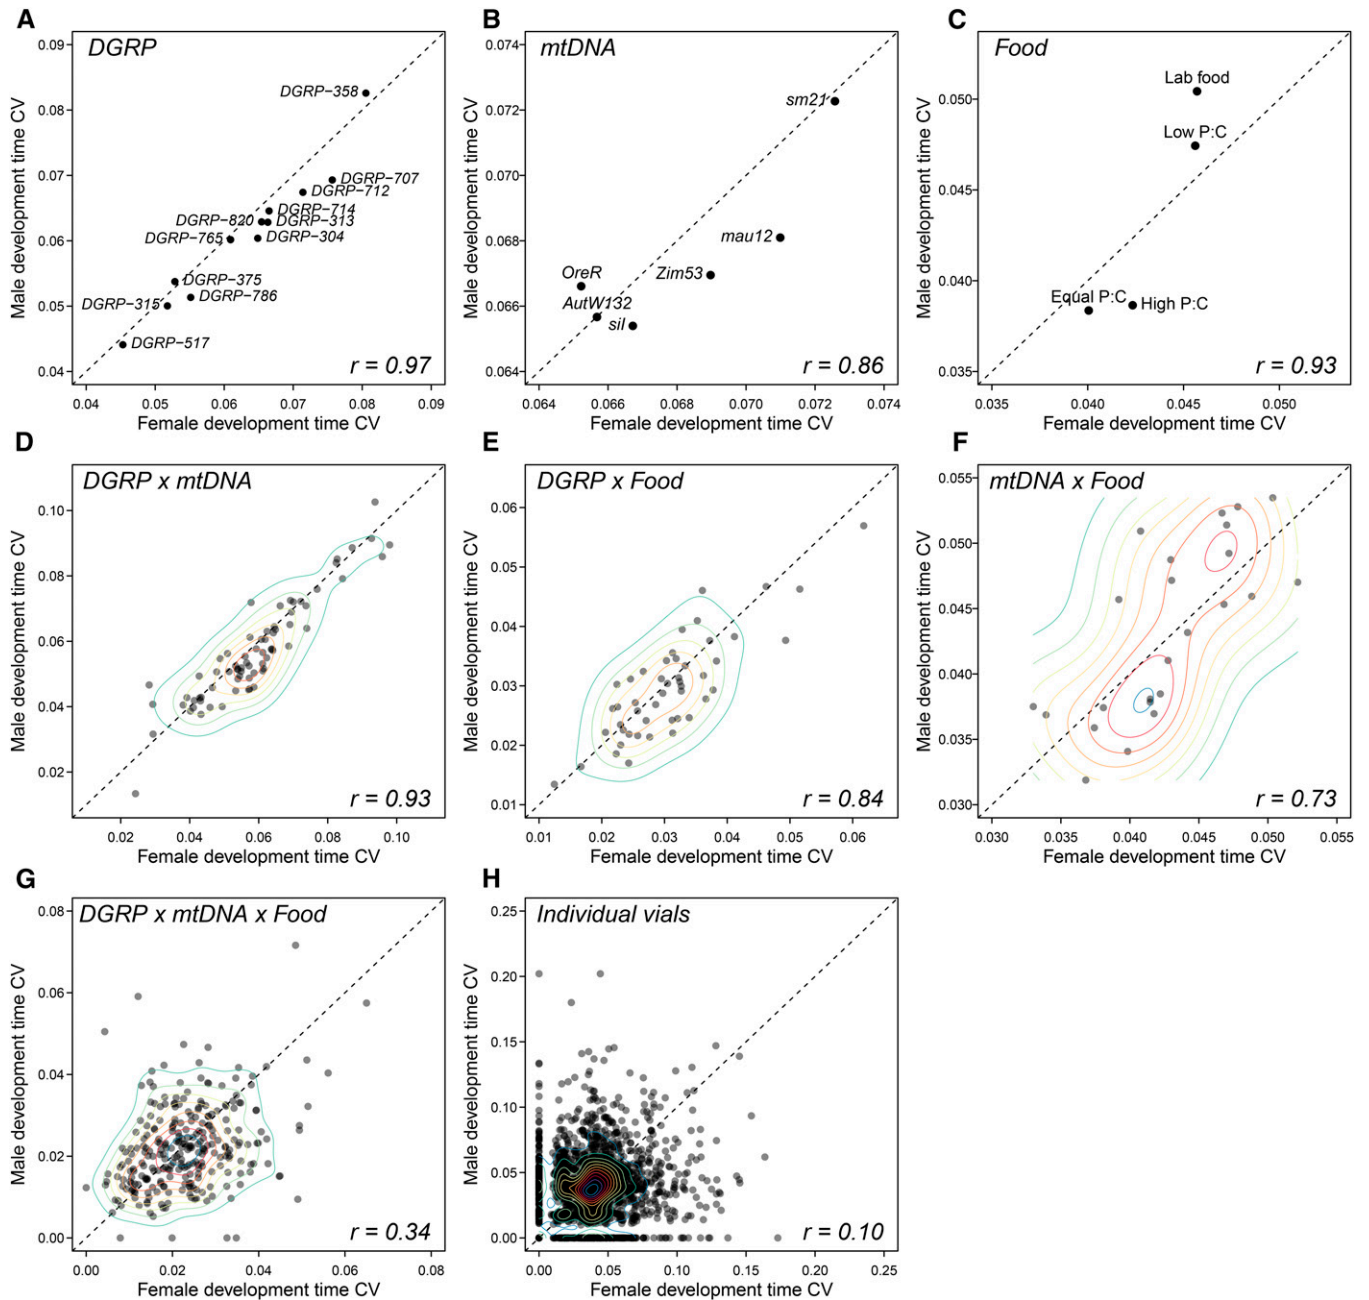 A
DGRP
Male development time CV
0.09
0.08
0.07
0.06
0.05
0.04
DGRP−358
DGRP−707
DGRP−712
DGRP−714
DGRP−820
DGRP−313
DGRP−765
DGRP−304
DGRP−375
DGRP−786
DGRP−315
DGRP−517
r = 0.97
0.04 0.05 0.06 0.07 0.08 0.09
Female development time CV
B
mtDNA
Male development time CV
0.074
0.072
0.070
0.068
0.066
0.064
sm21
mau12
Zim53
OreR
AutW132
sil
r = 0.86
0.064 0.066 0.068 0.070 0.072 0.074
Female development time CV
C
Food
Male development time CV
0.050
0.045
0.040
0.035
Lab food
Low P:C
Equal P:C
High P:C
r = 0.93
0.035 0.040 0.045 0.050
Female development time CV
D
DGRP x mtDNA
Male development time CV
0.10
0.08
0.06
0.04
0.02
r = 0.93
0.02 0.04 0.06 0.08 0.10
Female development time CV
E
DGRP x Food
Male development time CV
0.06
0.05
0.04
0.03
0.02
0.01
r = 0.84
0.01 0.02 0.03 0.04 0.05 0.06
Female development time CV
F
mtDNA x Food
Male development time CV
0.055
0.050
0.045
0.040
0.035
0.030
r = 0.73
0.030 0.035 0.040 0.045 0.050 0.055
Female development time CV
G
DGRP x mtDNA x Food
Male development time CV
0.08
0.06
0.04
0.02
0.00
r = 0.34
0.00 0.02 0.04 0.06 0.08
Female development time CV
H
Individual vials
Male development time CV
0.25
0.20
0.15
0.10
0.05
0.00
r = 0.10
0.00 0.05 0.10 0.15 0.20 0.25
Female development time CV